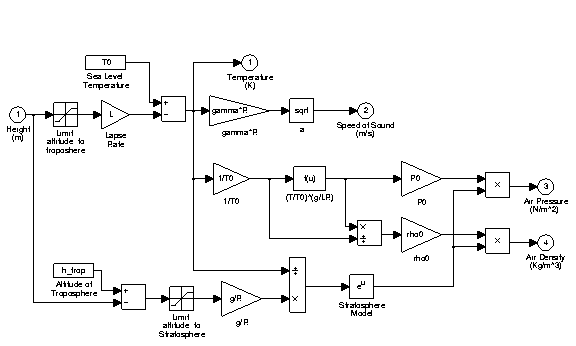 T0
Sea Level
Temperature
1
Temperature
(K)
1
Height
(m)
Limit
altitude to
troposhere
L
Lapse
Rate
+
−
gamma*R
gamma*R
sqrt
a
2
Speed of Sound
(m/s)
1/T0
1/T0
f(u)
(T/T0)^(g/LR)
P0
P0
×
3
Air Pressure
(N/m^2)
×
÷
rho0
rho0
×
4
Air Density
(Kg/m^3)
h_trop
Altitude of
Troposphere
+
−
Limit
altitude to
Stratosphere
g/R
g/R
÷
×
e^u
Stratosphere
Model